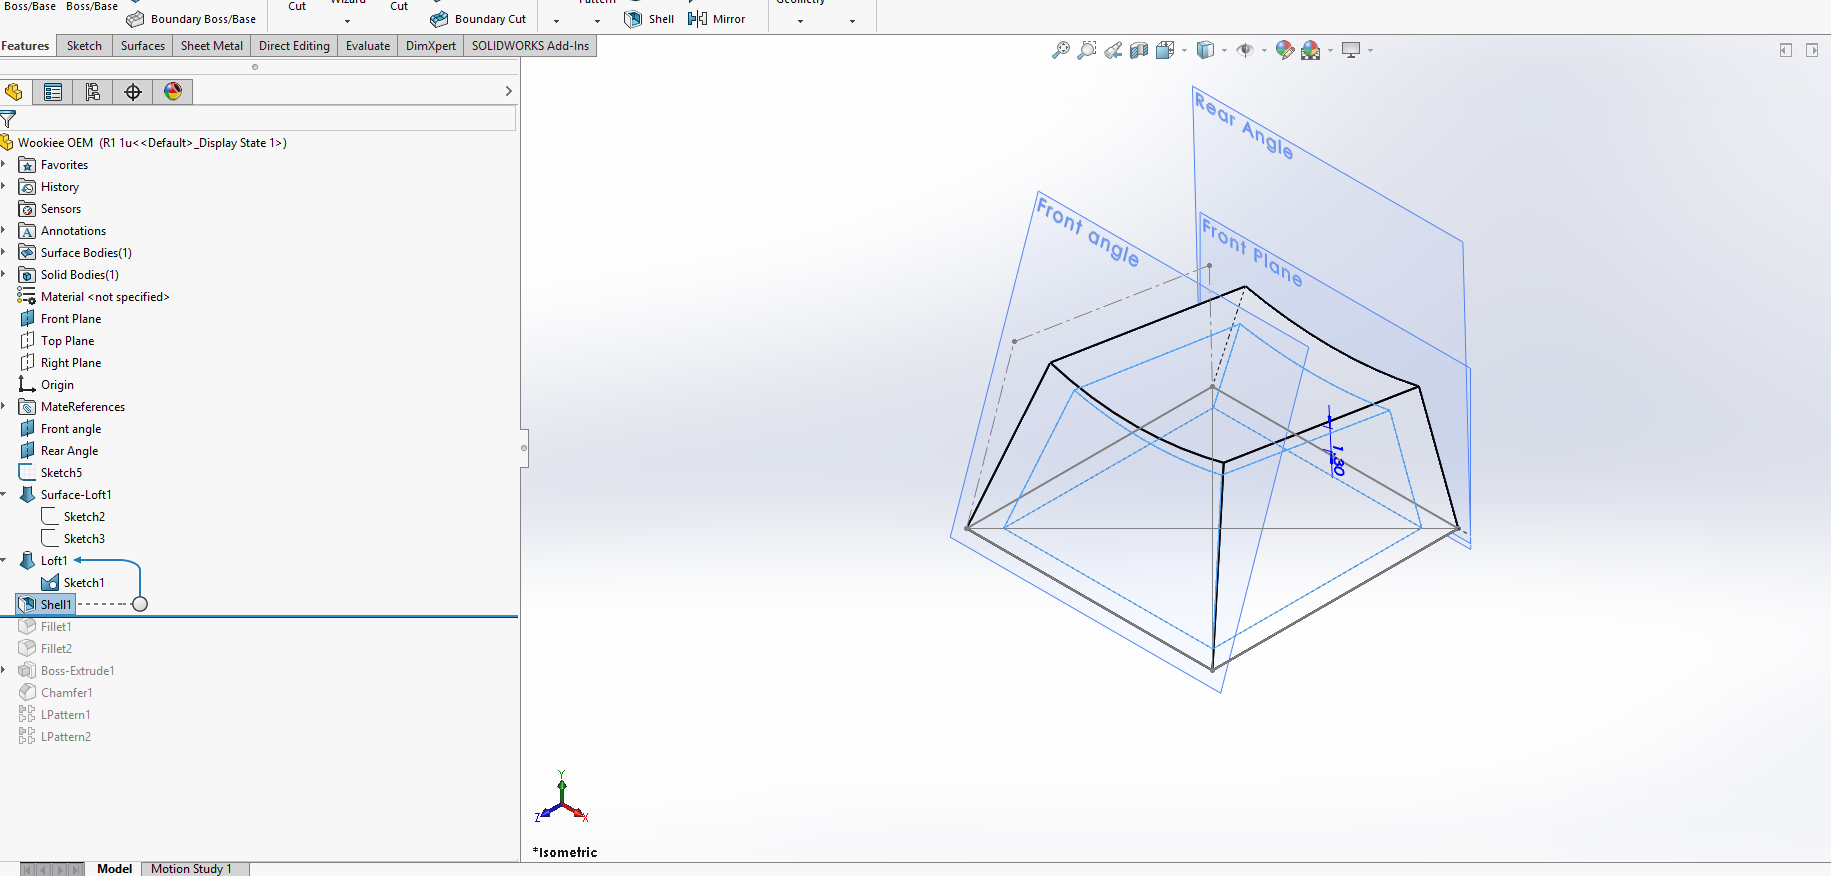 Boss/Base Boss/Base
Boundary Boss/Base
Cut
Wizard
Cut
Boundary Cut
Pattern
Shell
Mirror
Geometry
Features Sketch Surfaces Sheet Metal Direct Editing Evaluate DimXpert SOLIDWORKS Add-Ins
Wookiee OEM (R1 1u<<Default>_Display State 1>)
Favorites
History
Sensors
Annotations
Surface Bodies(1)
Solid Bodies(1)
Material <not specified>
Front Plane
Top Plane
Right Plane
Origin
MateReferences
Front angle
Rear Angle
Sketch5
Surface-Loft1
Sketch2
Sketch3
Loft1
Sketch1
Shell1
Fillet1
Fillet2
Boss-Extrude1
Chamfer1
LPattern1
LPattern2
Rear Angle
Front angle
Front Plane
1.30
Y
Z
X
*Isometric
Model Motion Study 1